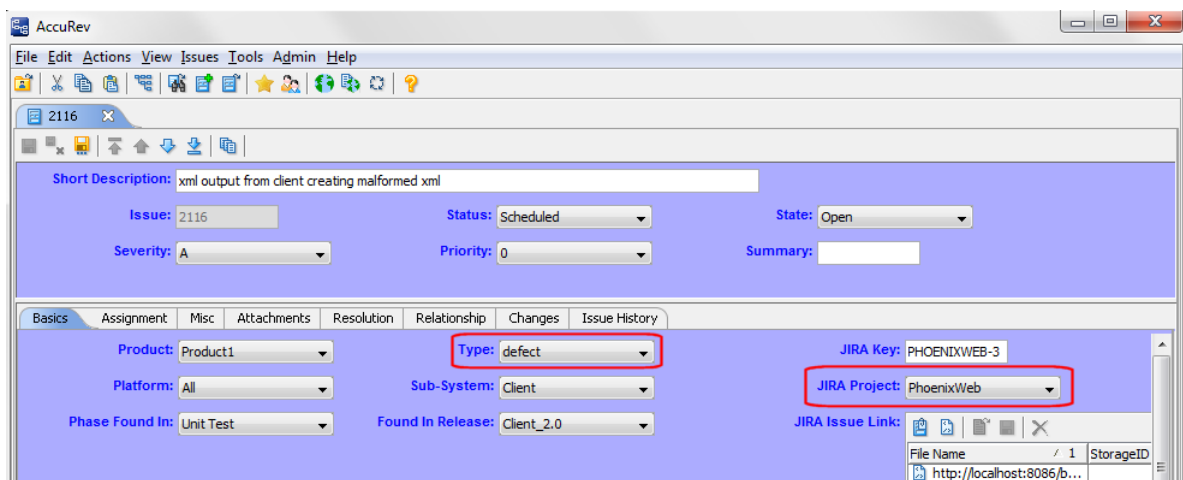 AccuRev
File Edit Actions View Issues Tools Admin Help
2116
Short Description: xml output from client creating malformed xml
Issue: 2116 Status: Scheduled State: Open
Severity: A Priority: 0 Summary:
Basics Assignment Misc Attachments Resolution Relationship Changes Issue History
Product: Product1 Type: defect JIRA Key: PHOENIXWEB-3
Platform: All Sub-System: Client JIRA Project: PhoenixWeb
Phase Found In: Unit Test Found In Release: Client_2.0 JIRA Issue Link:
File Name / 1 StorageID
http://localhost:8086/b...